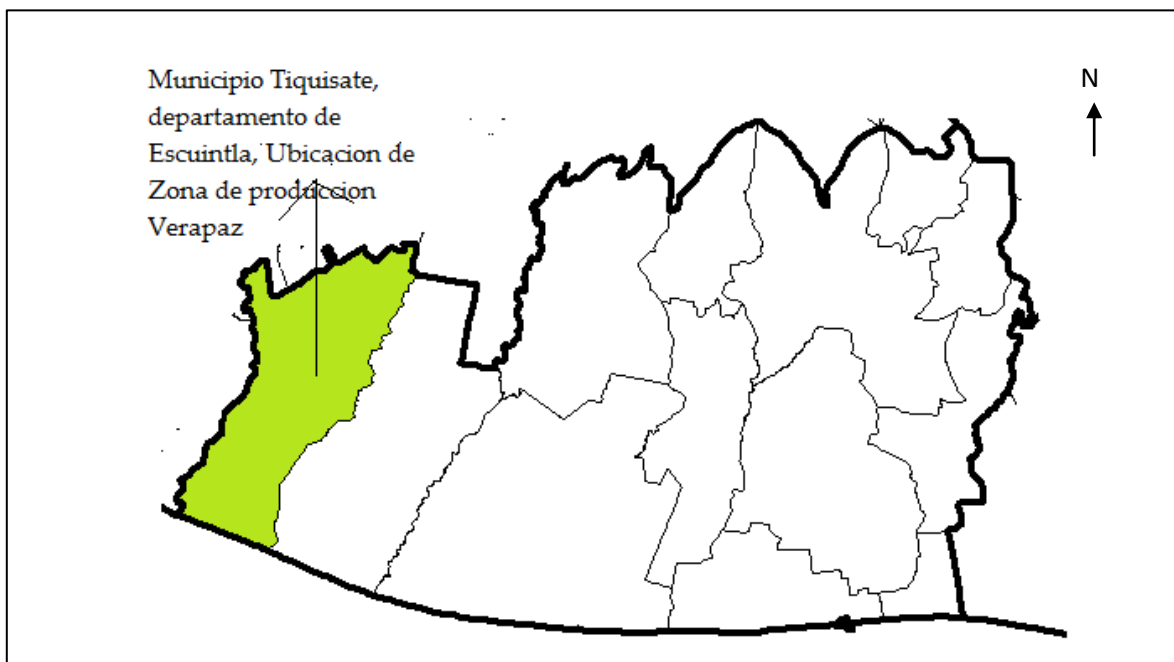 Municipio Tiquisate,
departamento de
Escuintla, Ubicacion de
Zona de produccion
Verapaz
N